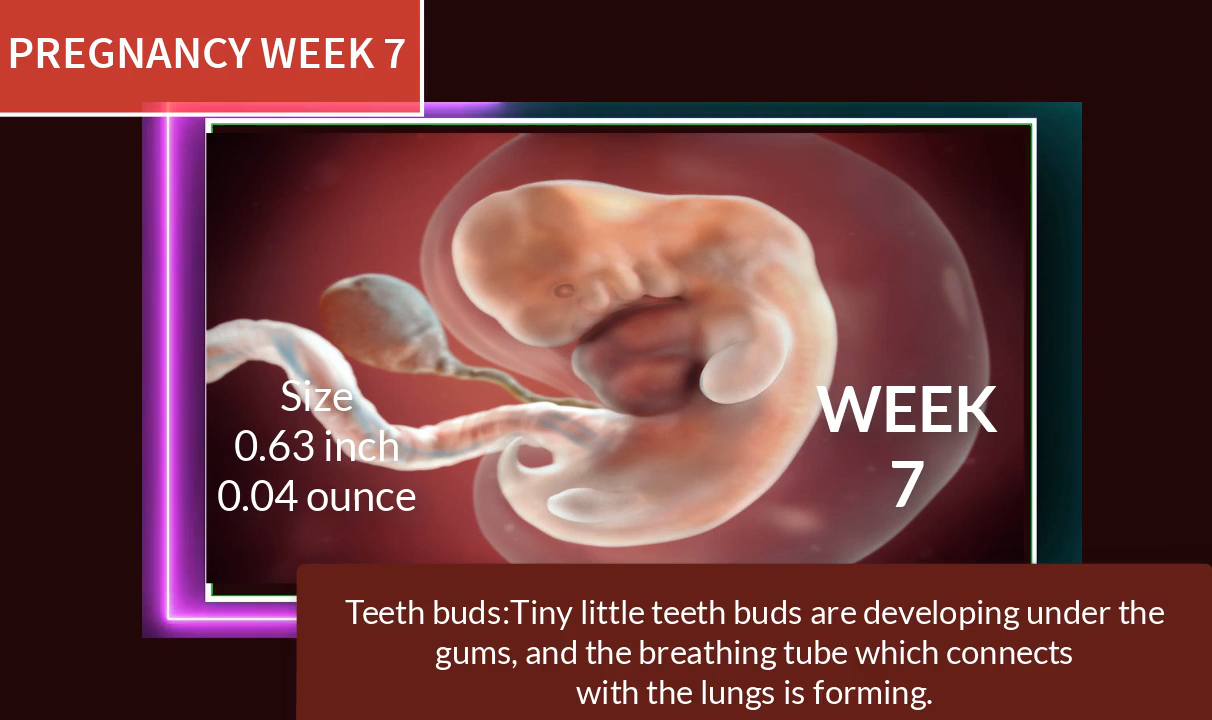 PREGNANCY WEEK 7
Size
0.63 inch
0.04 ounce
WEEK
7
Teeth buds:Tiny little teeth buds are developing under the
gums, and the breathing tube which connects
with the lungs is forming.